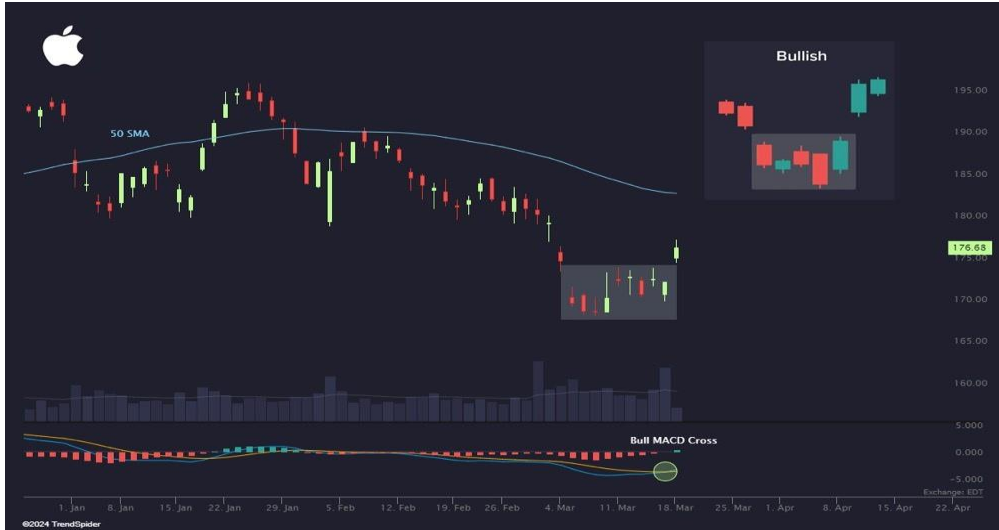 Bullish
50 SMA
195.00
190.00
185.00
180.00
176.68
175.00
170.00
165.00
160.00
5.000
Bull MACD Cross
0.000
-5.000
Exchange: EDT
1. Jan 8. Jan 15. Jan 22. Jan 29. Jan 5. Feb 12. Feb 19. Feb 26. Feb 4. Mar 11. Mar 18. Mar 25. Mar 1. Apr 8. Apr 15. Apr 22. Apr
©2024 TrendSpider